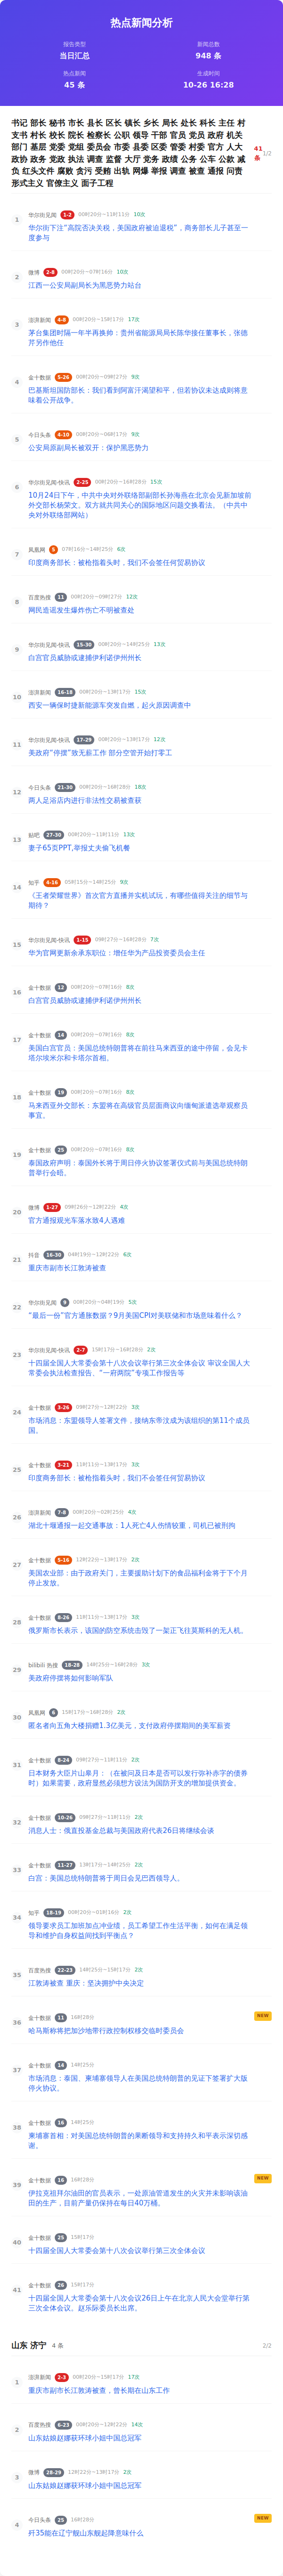 热点新闻分析
报告类型
新闻总数
当日汇总
948 条
热点新闻
生成时间
45 条
10-26 16:28
书记 部长 秘书 市长 县长 区长 镇长 乡长 局长 处长 科长 主任 村
支书 村长 校长 院长 检察长 公职 领导 干部 官员 党员 政府 机关
部门 基层 党委 党组 委员会 市委 县委 区委 管委 村委 官方 人大
政协 政务 党政 执法 调查 监督 大厅 党务 政绩 公务 公车 公款 减
负 红头文件 腐败 贪污 受贿 出轨 网爆 举报 调查 被查 通报 问责
形式主义 官僚主义 面子工程
41
条
1/2
1
华尔街见闻 1-2 00时20分~11时11分 10次
华尔街下注“高院否决关税，美国政府被迫退税”，商务部长儿子甚至一
度参与
2
微博 2-8 00时20分~07时16分 10次
江西一公安局副局长为黑恶势力站台
3
澎湃新闻 4-8 00时20分~15时17分 17次
茅台集团时隔一年半再换帅：贵州省能源局局长陈华接任董事长，张德
芹另作他任
4
金十数据 5-26 00时20分~09时27分 9次
巴基斯坦国防部长：我们看到阿富汗渴望和平，但若协议未达成则将意
味着公开战争。
5
今日头条 4-10 00时20分~06时17分 9次
公安局原副局长被双开：保护黑恶势力
6
华尔街见闻-快讯 2-25 00时20分~16时28分 15次
10月24日下午，中共中央对外联络部副部长孙海燕在北京会见新加坡前
外交部长杨荣文。双方就共同关心的国际地区问题交换看法。（中共中
央对外联络部网站）
7
凤凰网 5 07时16分~14时25分 6次
印度商务部长：被枪指着头时，我们不会签任何贸易协议
8
百度热搜 11 00时20分~09时27分 12次
网民造谣发生爆炸伤亡不明被查处
9
华尔街见闻-快讯 15-30 00时20分~14时25分 13次
白宫官员威胁或逮捕伊利诺伊州州长
10
澎湃新闻 16-18 00时20分~13时17分 15次
西安一辆保时捷新能源车突发自燃，起火原因调查中
11
华尔街见闻-快讯 17-29 00时20分~13时17分 12次
美政府“停摆”致无薪工作 部分空管开始打零工
12
今日头条 21-30 00时20分~16时28分 18次
两人足浴店内进行非法性交易被查获
13
贴吧 27-30 00时20分~11时11分 13次
妻子65页PPT,举报丈夫偷飞机餐
14
知乎 4-10 05时15分~14时25分 9次
《王者荣耀世界》首次官方直播并实机试玩，有哪些值得关注的细节与
期待？
15
华尔街见闻-快讯 1-15 09时27分~16时28分 7次
华为官网更新余承东职位：增任华为产品投资委员会主任
16
金十数据 12 00时20分~07时16分 8次
白宫官员威胁或逮捕伊利诺伊州州长
17
金十数据 14 00时20分~07时16分 8次
美国白宫官员：美国总统特朗普将在前往马来西亚的途中停留，会见卡
塔尔埃米尔和卡塔尔首相。
18
金十数据 19 00时20分~07时16分 8次
马来西亚外交部长：东盟将在高级官员层面商议向缅甸派遣选举观察员
事宜。
19
金十数据 25 00时20分~07时16分 8次
泰国政府声明：泰国外长将于周日停火协议签署仪式前与美国总统特朗
普举行会晤。
20
微博 1-27 09时26分~12时22分 4次
官方通报观光车落水致4人遇难
21
抖音 16-30 04时19分~12时22分 6次
重庆市副市长江敦涛被查
22
华尔街见闻 9 00时20分~04时19分 5次
“最后一份”官方通胀数据？9月美国CPI对美联储和市场意味着什么？
23
华尔街见闻-快讯 2-7 15时17分~16时28分 2次
十四届全国人大常委会第十八次会议举行第三次全体会议 审议全国人大
常委会执法检查报告、“一府两院”专项工作报告等
24
金十数据 3-26 09时27分~12时22分 3次
市场消息：东盟领导人签署文件，接纳东帝汶成为该组织的第11个成员
国。
25
金十数据 3-21 11时11分~13时17分 3次
印度商务部长：被枪指着头时，我们不会签任何贸易协议
26
澎湃新闻 7-8 00时20分~02时25分 4次
湖北十堰通报一起交通事故：1人死亡4人伤情较重，司机已被刑拘
27
金十数据 5-16 12时22分~13时17分 2次
美国农业部：由于政府关门，主要援助计划下的食品福利金将于下个月
停止发放。
28
金十数据 8-26 11时11分~13时17分 3次
俄罗斯市长表示，该国的防空系统击毁了一架正飞往莫斯科的无人机。
29
bilibili 热搜 18-28 14时25分~16时28分 3次
美政府停摆将如何影响军队
30
凤凰网 6 15时17分~16时28分 2次
匿名者向五角大楼捐赠1.3亿美元，支付政府停摆期间的美军薪资
31
金十数据 8-24 09时27分~11时11分 2次
日本财务大臣片山皋月：（在被问及日本是否可以发行弥补赤字的债券
时）如果需要，政府显然必须想方设法为国防开支的增加提供资金。
32
金十数据 10-26 09时27分~11时11分 2次
消息人士：俄直投基金总裁与美国政府代表26日将继续会谈
33
金十数据 11-27 13时17分~14时25分 2次
白宫：美国总统特朗普将于周日会见巴西领导人。
34
知乎 18-19 00时20分~01时16分 2次
领导要求员工加班加点冲业绩，员工希望工作生活平衡，如何在满足领
导和维护自身权益间找到平衡点？
35
百度热搜 22-23 14时25分~15时17分 2次
江敦涛被查 重庆：坚决拥护中央决定
36
金十数据 11 16时28分
NEW
哈马斯称将把加沙地带行政控制权移交临时委员会
37
金十数据 14 14时25分
市场消息：泰国、柬埔寨领导人在美国总统特朗普的见证下签署扩大版
停火协议。
38
金十数据 16 14时25分
柬埔寨首相：对美国总统特朗普的果断领导和支持持久和平表示深切感
谢。
39
金十数据 16 16时28分
NEW
伊拉克祖拜尔油田的官员表示，一处原油管道发生的火灾并未影响该油
田的生产，目前产量仍保持在每日40万桶。
40
金十数据 25 15时17分
十四届全国人大常委会第十八次会议举行第三次全体会议
41
金十数据 26 15时17分
十四届全国人大常委会第十八次会议26日上午在北京人民大会堂举行第
三次全体会议。赵乐际委员长出席。
山东 济宁 4 条
2/2
1
澎湃新闻 2-3 00时20分~15时17分 17次
重庆市副市长江敦涛被查，曾长期在山东工作
2
百度热搜 6-23 00时20分~12时22分 14次
山东姑娘赵娜获环球小姐中国总冠军
3
微博 28-29 12时22分~13时17分 2次
山东姑娘赵娜获环球小姐中国总冠军
4
今日头条 25 16时28分
NEW
歼35能在辽宁舰山东舰起降意味什么